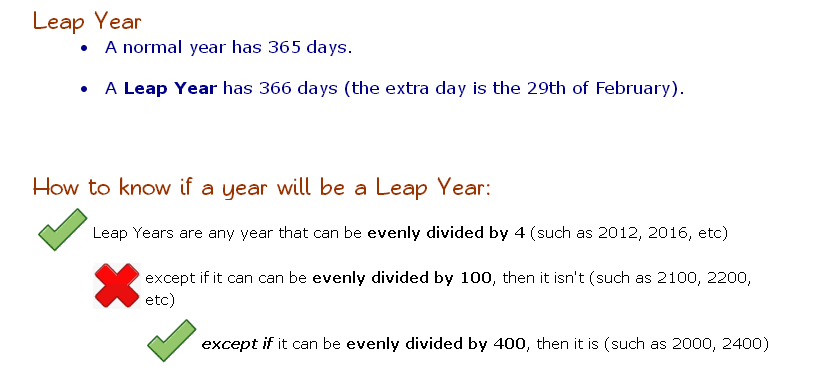 Leap Year
• A normal year has 365 days.
• A Leap Year has 366 days (the extra day is the 29th of February).
How to know if a year will be a Leap Year:
Leap Years are any year that can be evenly divided by 4 (such as 2012, 2016, etc)
except if it can can be evenly divided by 100, then it isn't (such as 2100, 2200,
etc)
except if it can be evenly divided by 400, then it is (such as 2000, 2400)